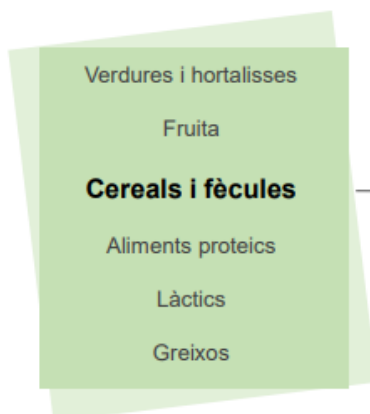 Verdures i hortalisses
Fruita
Cereals i fècules
Aliments proteics
Làctics
Greixos